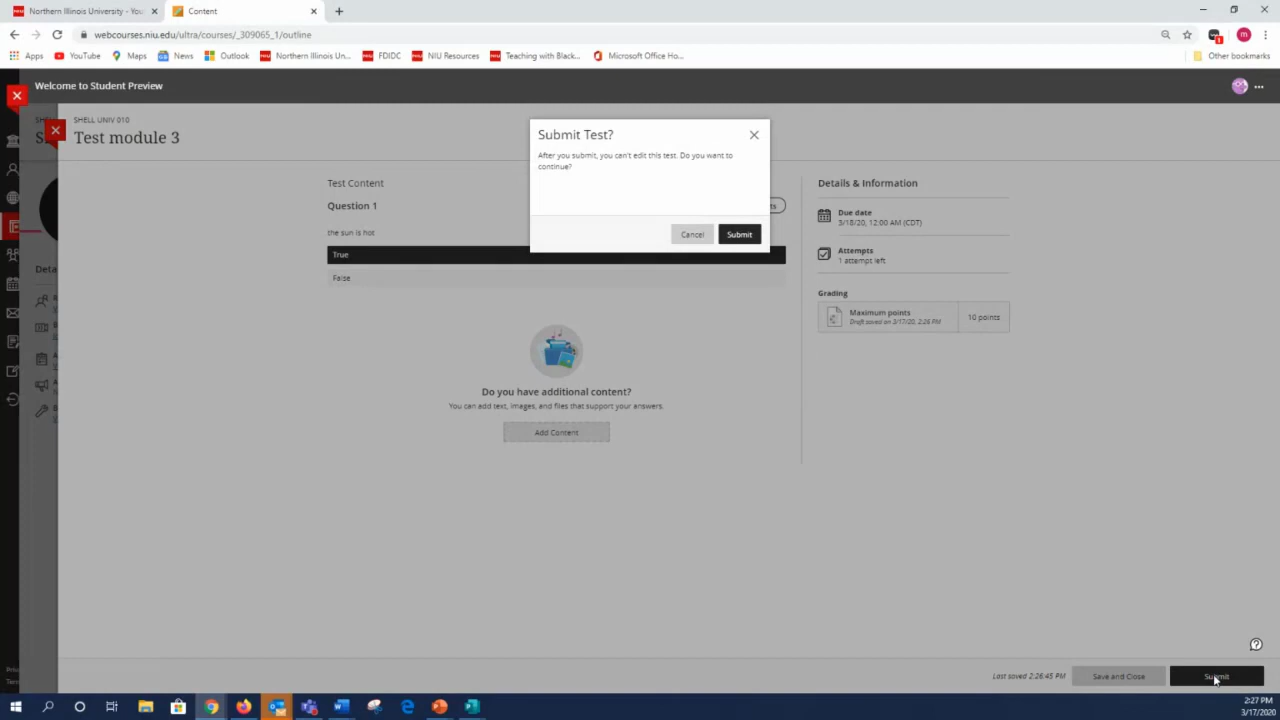 Northern Illinois University - You
Content
webcourses.niu.edu/ultra/courses/_309065_1/outline
Apps
YouTube
Maps
News
Outlook
Northern Illinois Un...
FDIDC
NIU Resources
Teaching with Black...
Microsoft Office Ho...
Other bookmarks
Welcome to Student Preview
SHELL UNIV 010
Test module 3
Submit Test?
After you submit, you can't edit this test. Do you want to
continue?
Cancel
Submit
Test Content
Question 1
the sun is hot
True
False
Do you have additional content?
You can add text, images, and files that support your answers.
Add Content
Details & Information
Due date
3/18/20, 12:00 AM (CDT)
Attempts
1 attempt left
Grading
Maximum points
Draft saved on 3/17/20, 2:26 PM
10 points
Last saved 2:26:45 PM
Save and Close
Submit
2:27 PM
3/17/2020